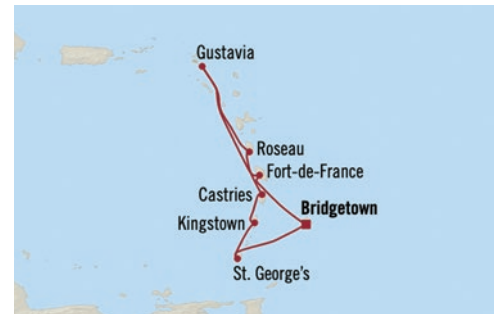 Gustavia
Roseau
Fort-de-France
Castries
Bridgetown
Kingstown
St. George's